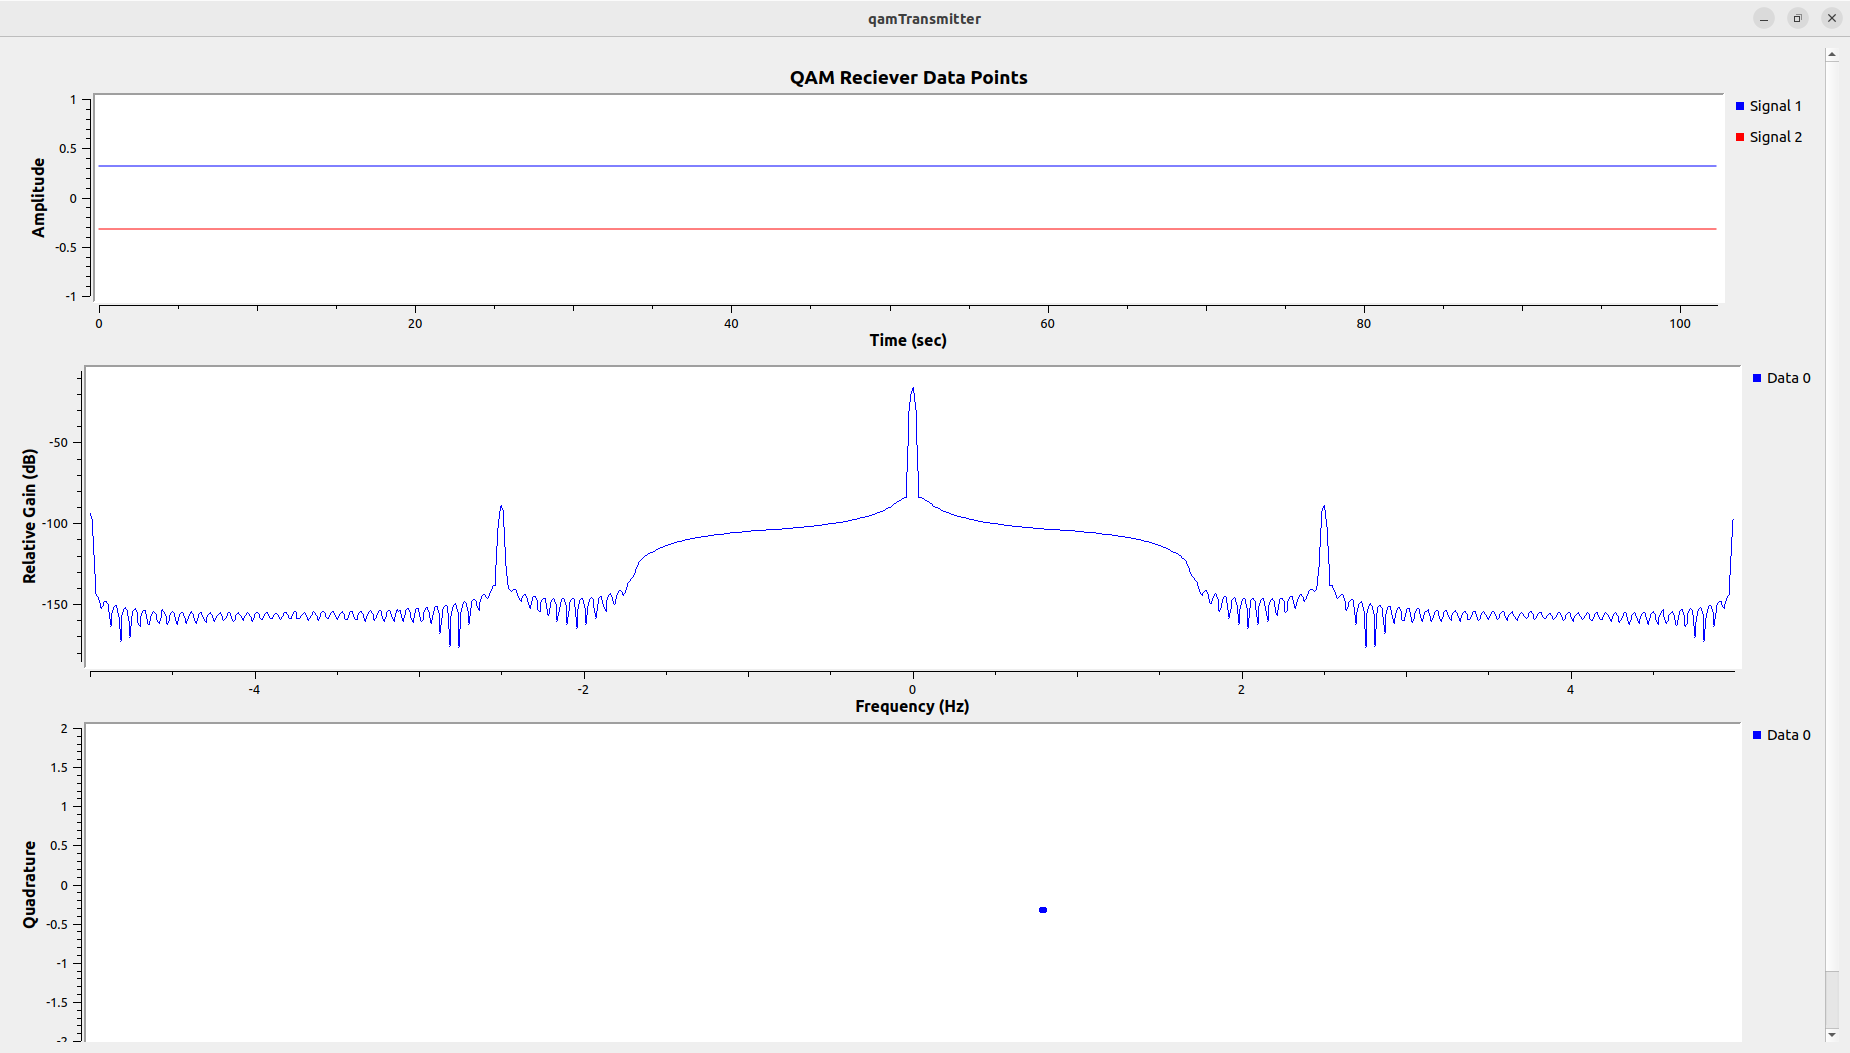 qamTransmitter
QAM Reciever Data Points
Signal 1
Signal 2
Amplitude
1
0.5
0
-0.5
-1
0 20 40 60 80 100
Time (sec)
Data 0
Relative Gain (dB)
-50
-100
-150
-4 -2 0 2 4
Frequency (Hz)
Data 0
Quadrature
2
1.5
1
0.5
0
-0.5
-1
-1.5
-2